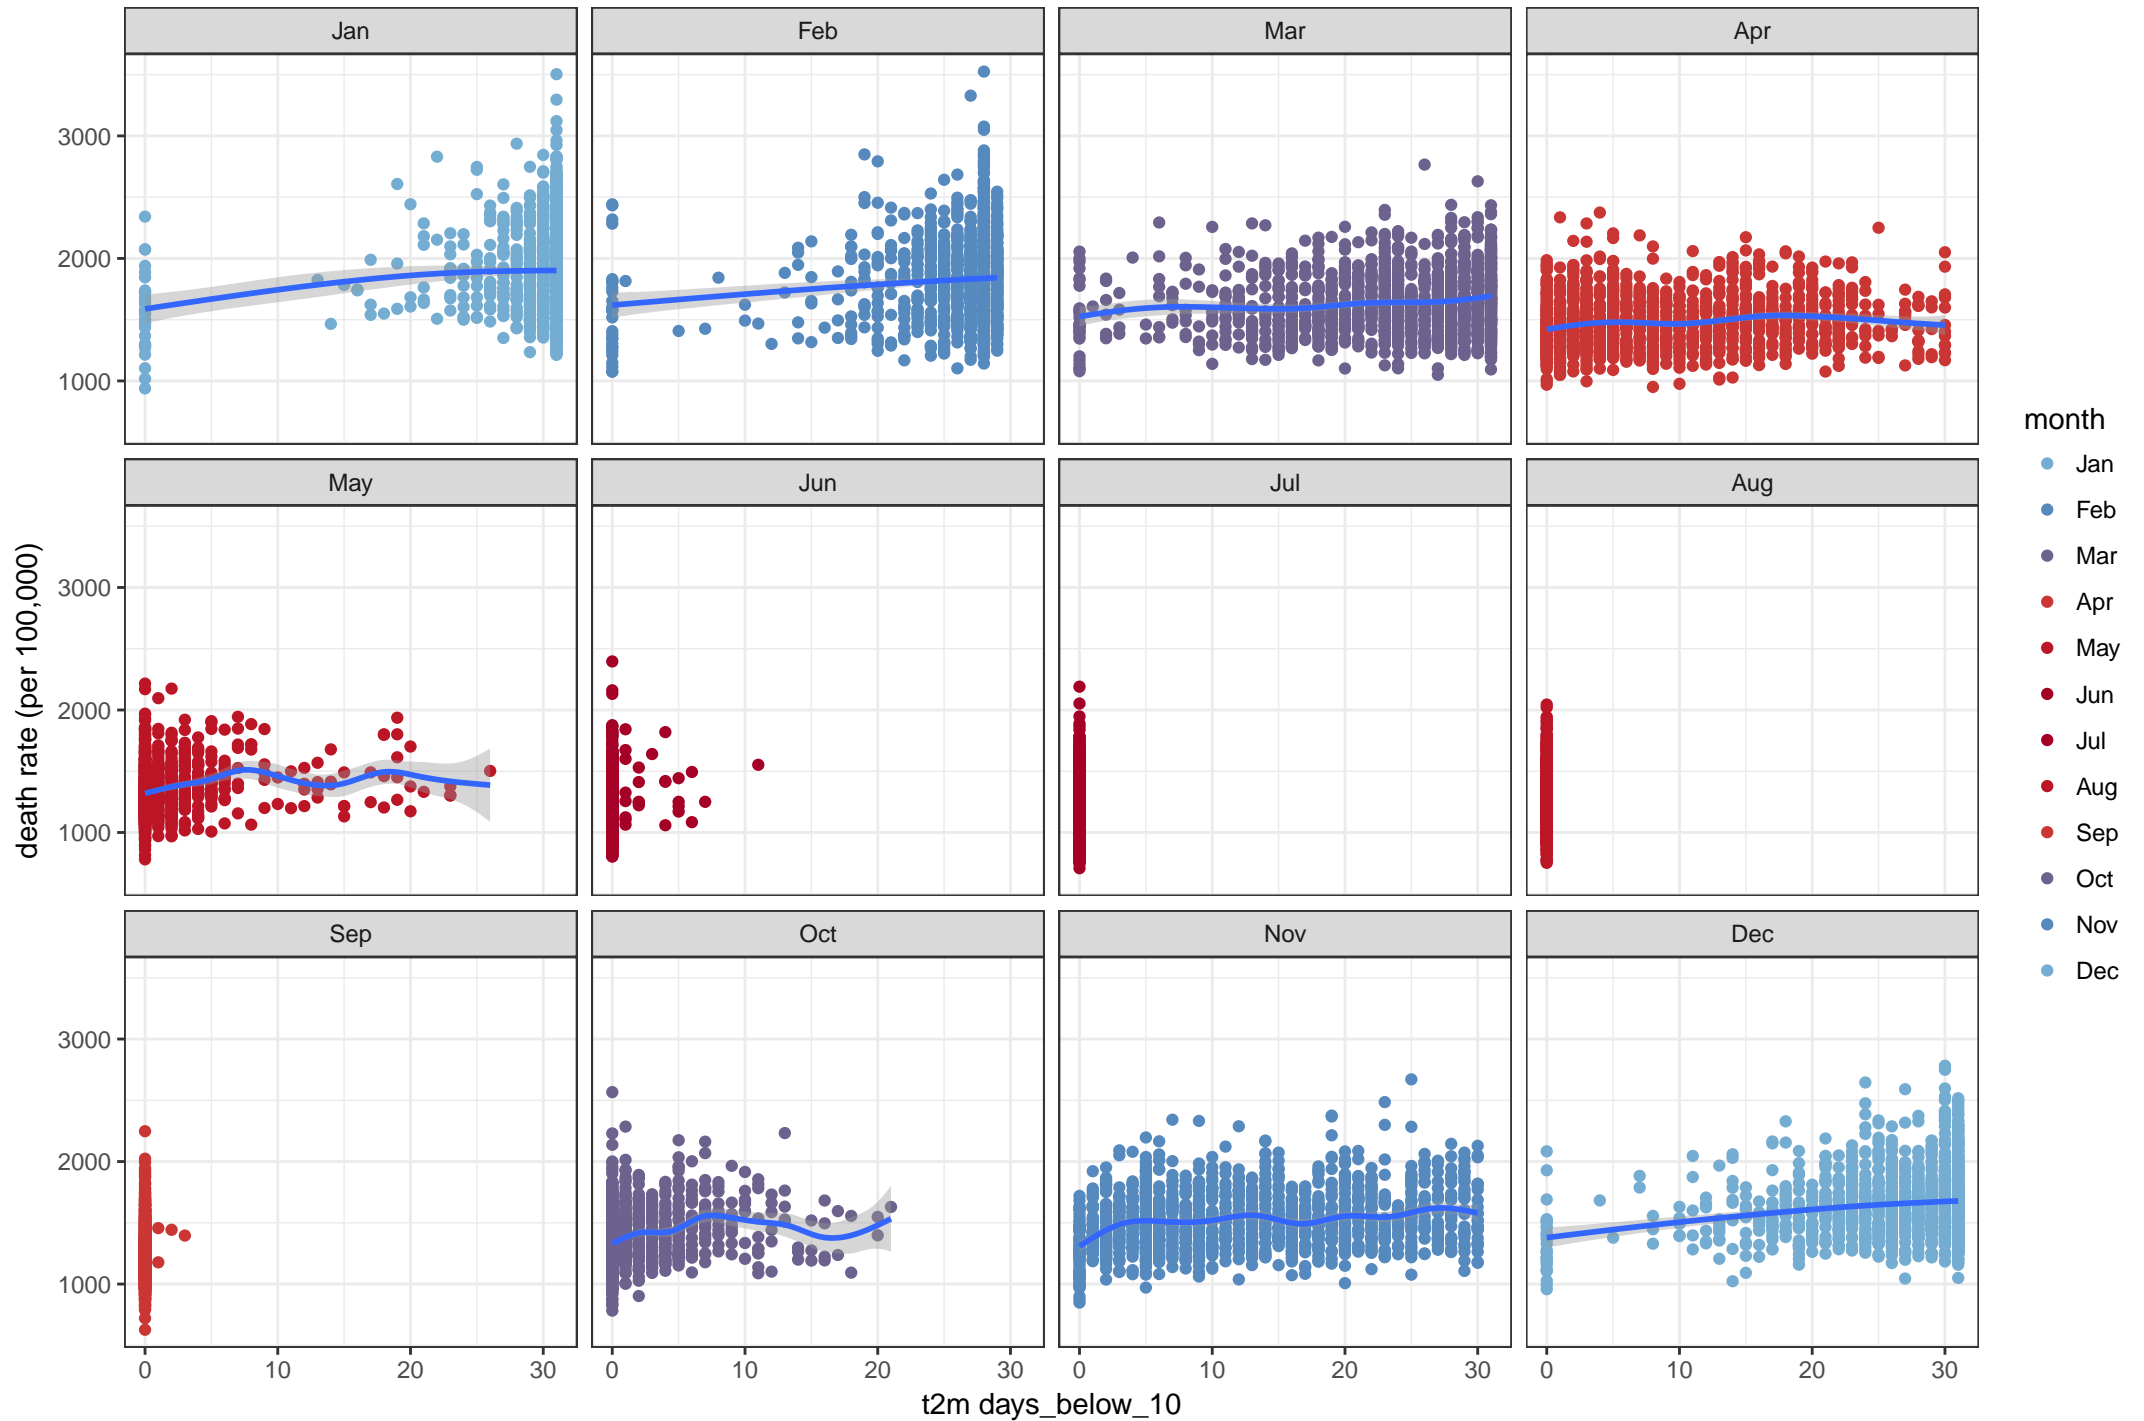 Jan Feb Mar Apr
3000
2000
1000
May Jun Jul Aug
3000
2000
1000
Sep Oct Nov Dec
3000
2000
1000
0 10 20 30 0 10 20 30 0 10 20 30 0 10 20 30
t2m days_below_10
death rate (per 100,000)
month
Jan
Feb
Mar
Apr
May
Jun
Jul
Aug
Sep
Oct
Nov
Dec